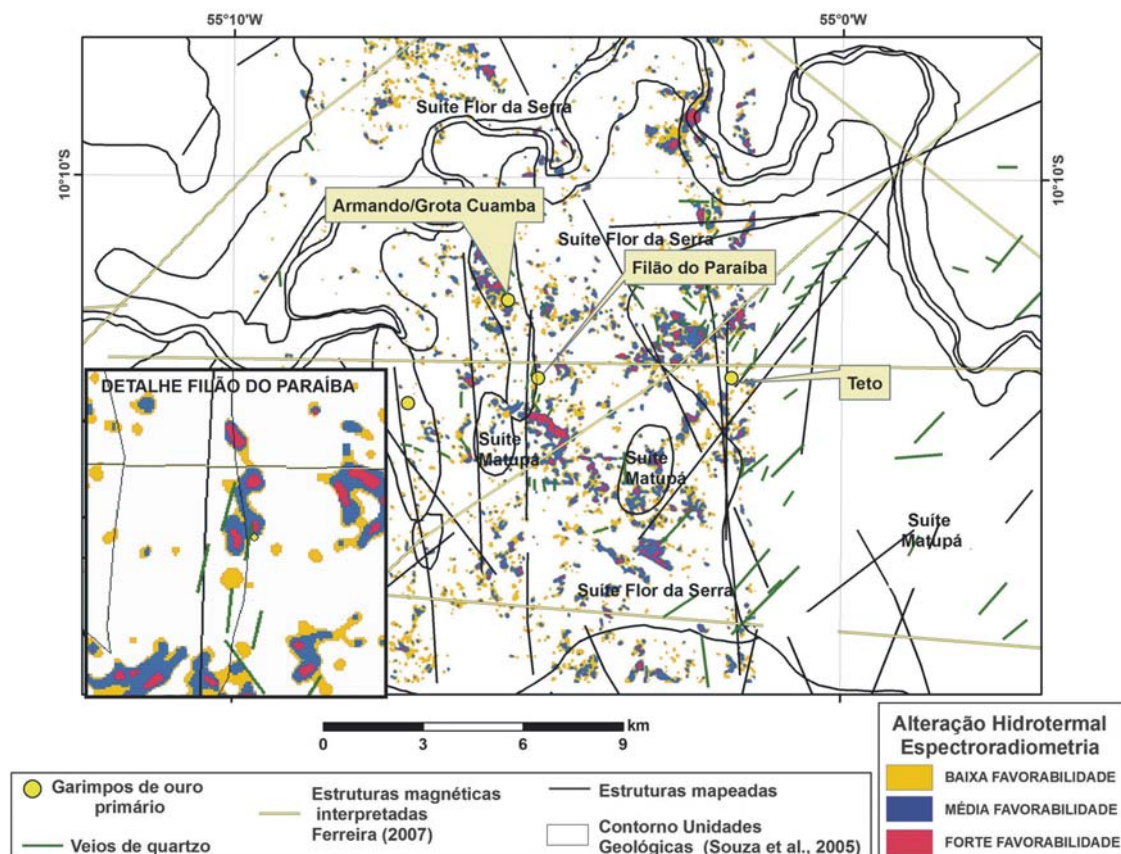 55°10'W
55°0'W
10°10'S
10°10'S
Suíte Flor da Serra
Armando/Grota Cuamba
Suíte Flor da Serra
Filão do Paraíba
Teto
DETALHE FILÃO DO PARAÍBA
Suíte
Matupá
Suíte
Matupá
Suíte
Matupá
Suíte Flor da Serra
km
0
3
6
9
Garimpos de ouro
primário
Veios de quartzo
Estruturas magnéticas
interpretadas
Ferreira (2007)
Estruturas mapeadas
Contorno Unidades
Geológicas (Souza et al., 2005)
Alteração Hidrotermal
Espectroradiometria
BAIXA FAVORABILIDADE
MÉDIA FAVORABILIDADE
FORTE FAVORABILIDADE